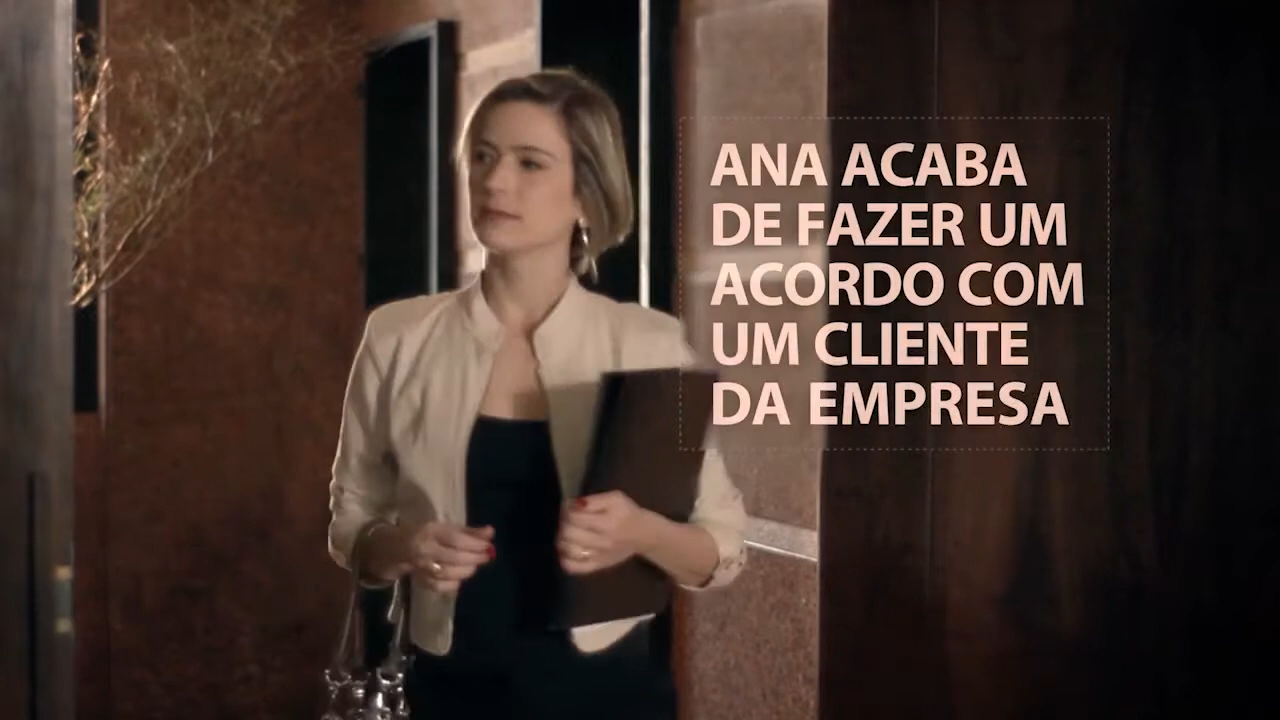 ANA ACABA
DE FAZER UM
ACORDO COM
UM CLIENTE
DA EMPRESA